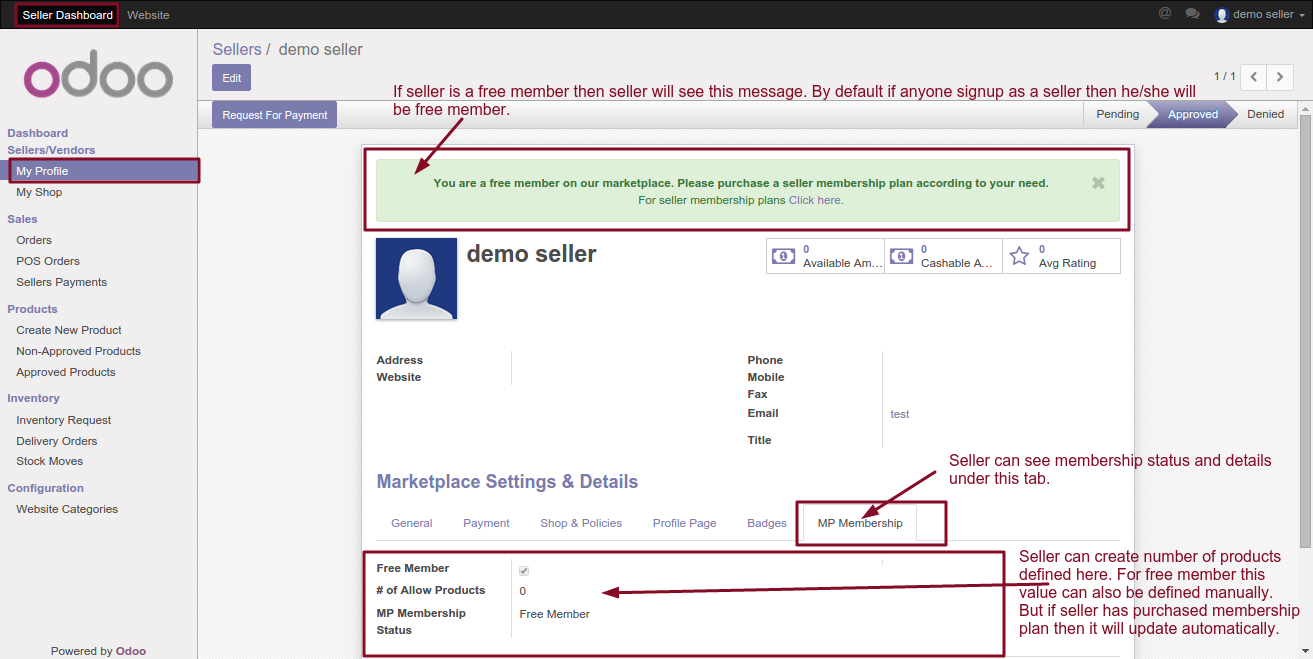 Seller Dashboard Website @ demo seller
odoo
Sellers / demo seller
Edit
1 / 1
If seller is a free member then seller will see this message. By default if anyone signup as a seller then he/she will
be free member.
Request For Payment
Pending Approved Denied
Dashboard
Sellers/Vendors
My Profile
My Shop
Sales
Orders
POS Orders
Sellers Payments
Products
Create New Product
Non-Approved Products
Approved Products
Inventory
Inventory Request
Delivery Orders
Stock Moves
Configuration
Website Categories
Powered by Odoo
You are a free member on our marketplace. Please purchase a seller membership plan according to your need.
For seller membership plans Click here.
demo seller
0
Available Am...
0
Cashable A...
0
Avg Rating
Address
Website
Phone
Mobile
Fax
Email test
Title
Seller can see membership status and details
under this tab.
Marketplace Settings & Details
General Payment Shop & Policies Profile Page Badges MP Membership
Free Member
# of Allow Products 0
MP Membership Free Member
Status
Seller can create number of products
defined here. For free member this
value can also be defined manually.
But if seller has purchased membership
plan then it will update automatically.